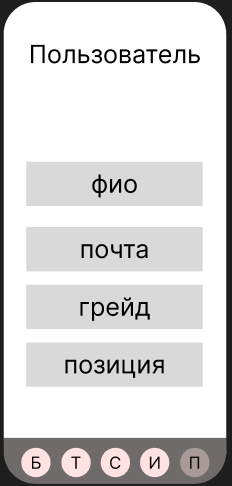 Пользователь
фио
почта
грейд
позиция
Б Т С И П